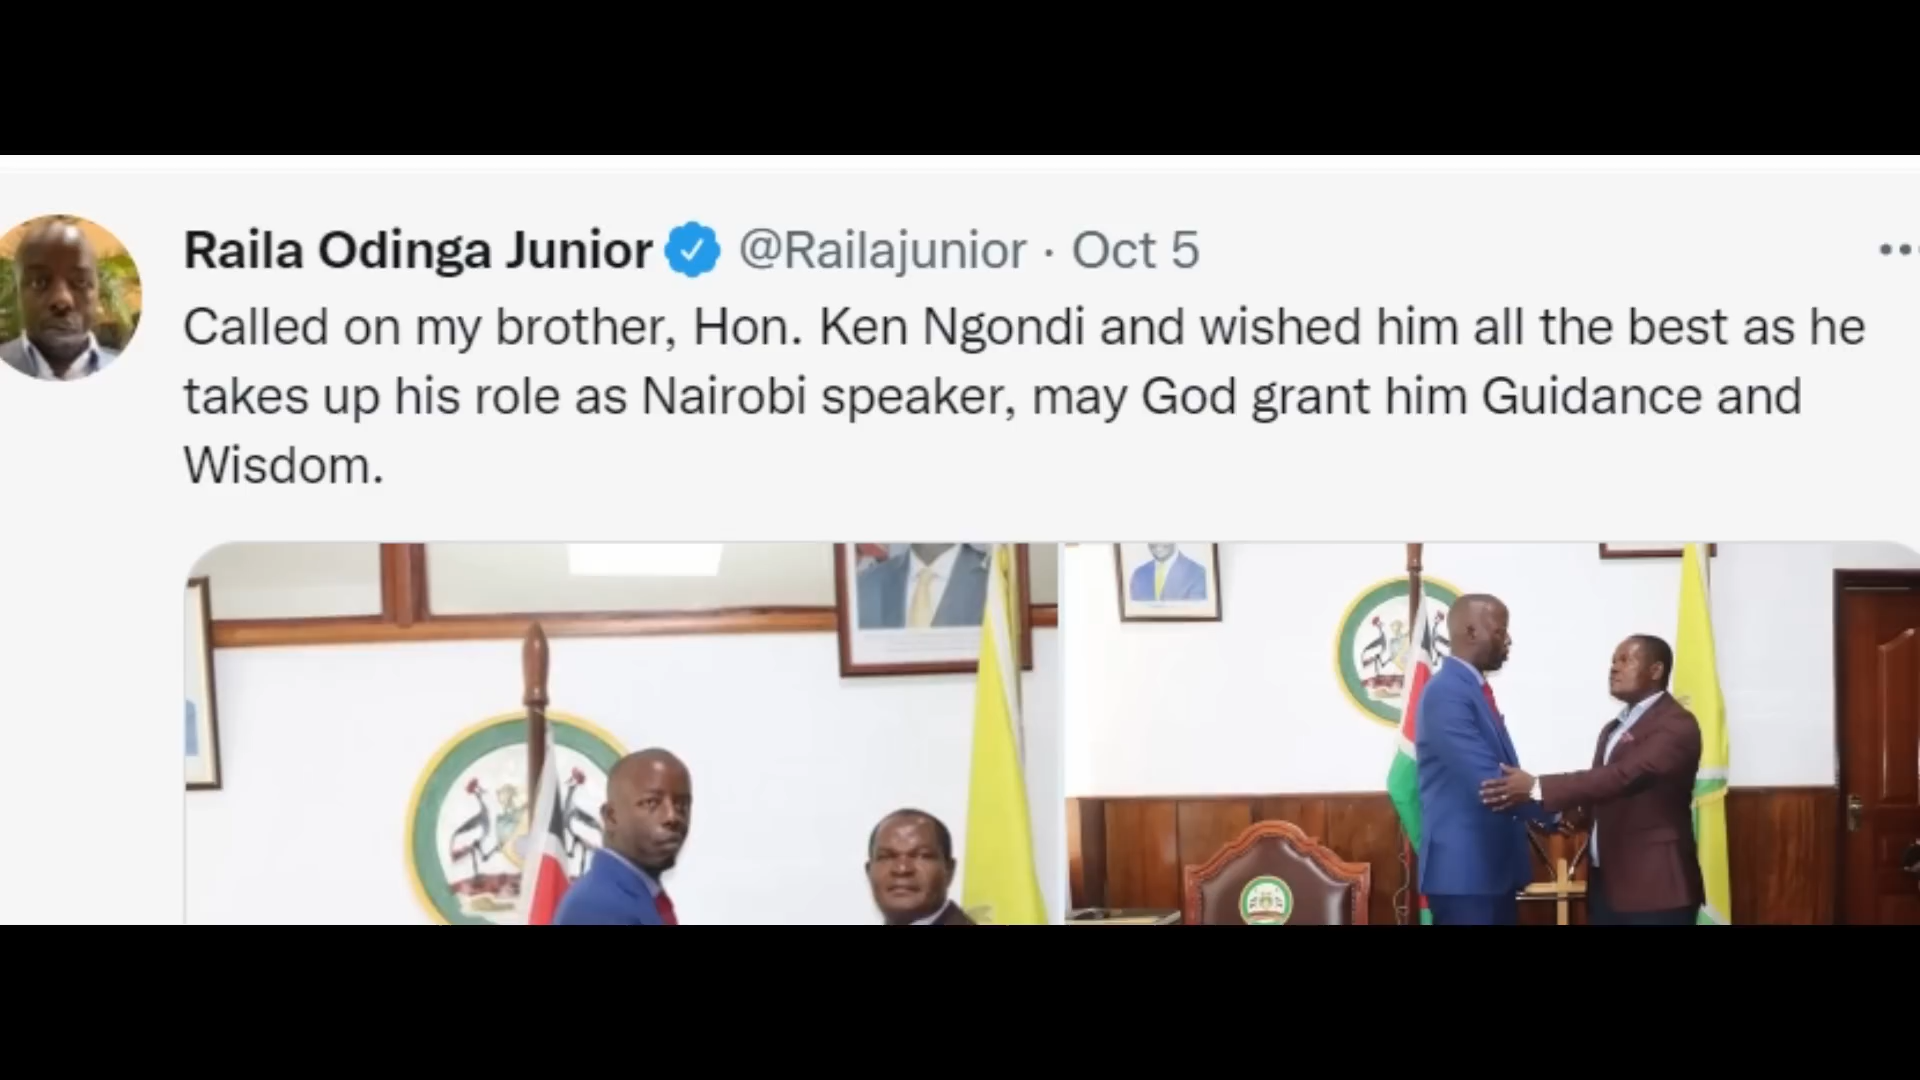 Raila Odinga Junior @Railajunior · Oct 5
Called on my brother, Hon. Ken Ngondi and wished him all the best as he
takes up his role as Nairobi speaker, may God grant him Guidance and
Wisdom.